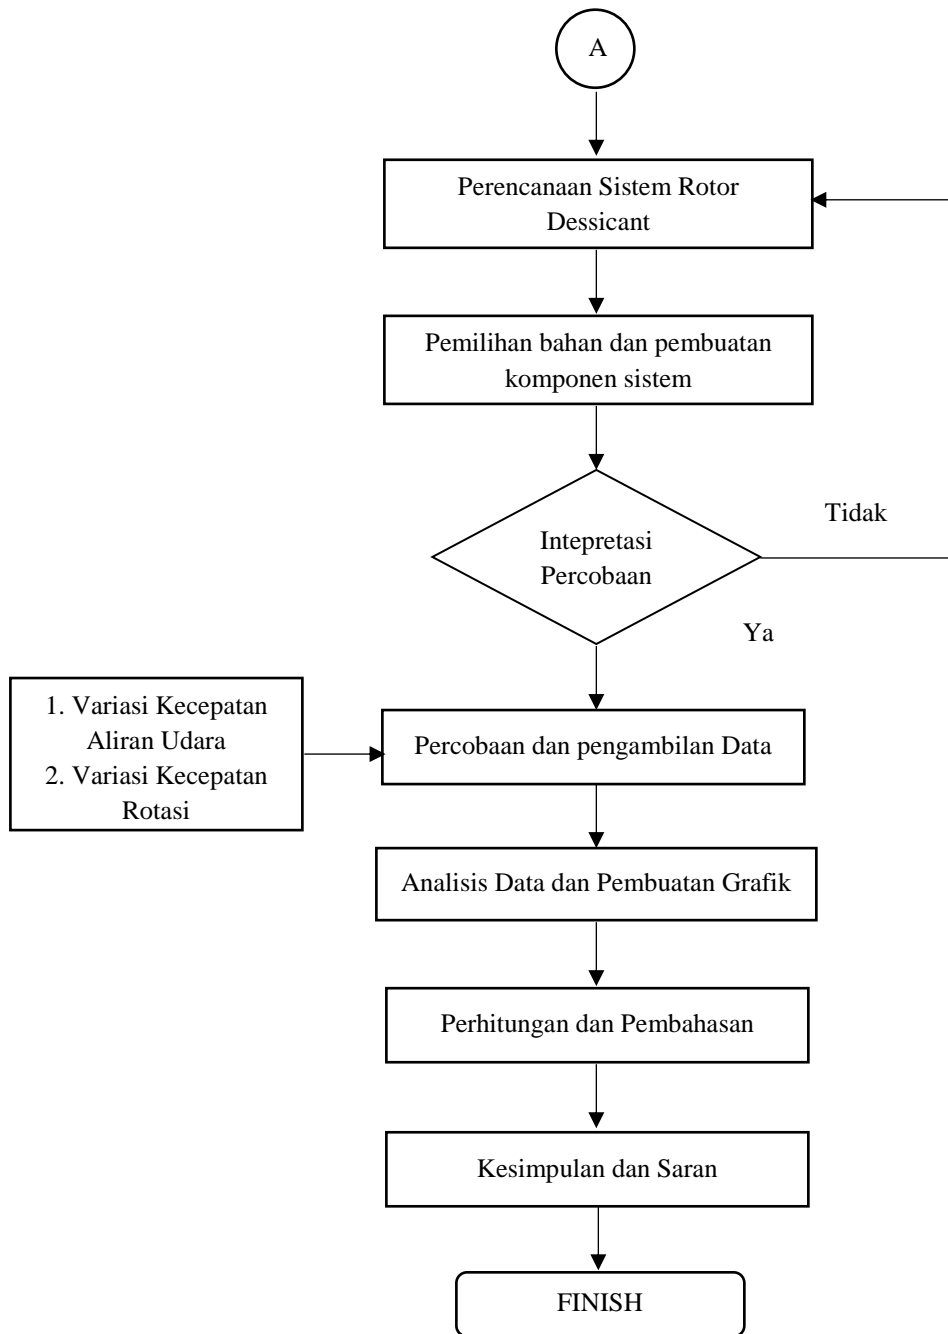 A
Perencanaan Sistem Rotor
Dessicant
Pemilihan bahan dan pembuatan
komponen sistem
Intepretasi
Percobaan
Tidak
Ya
1. Variasi Kecepatan
Aliran Udara
2. Variasi Kecepatan
Rotasi
Percobaan dan pengambilan Data
Analisis Data dan Pembuatan Grafik
Perhitungan dan Pembahasan
Kesimpulan dan Saran
FINISH